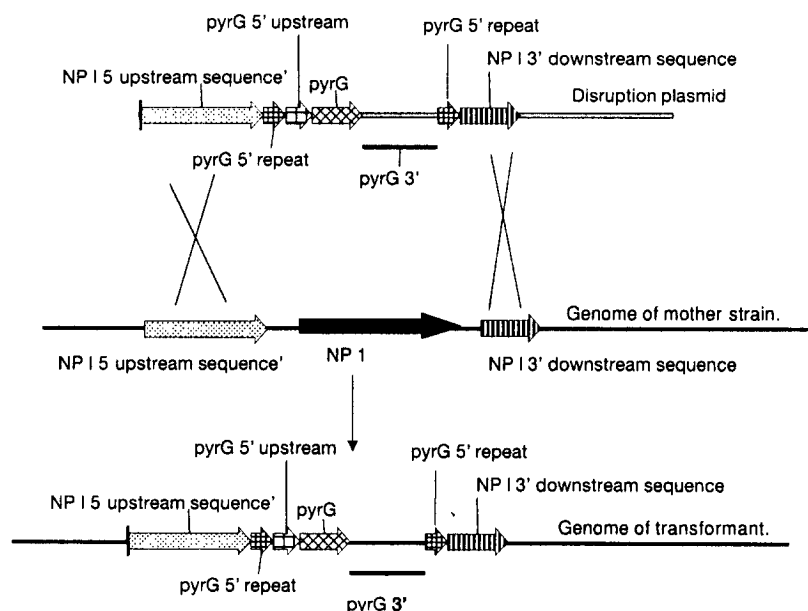 pyrG 5' upstream
pyrG 5' repeat
NP I 5 upstream sequence'
pyrG
NP I 3' downstream sequence
Disruption plasmid
pyrG 5' repeat
pyrG 3'
Genome of mother strain.
NP I 5 upstream sequence'
NP 1
NP I 3' downstream sequence
pyrG 5' upstream
pyrG 5' repeat
NP I 5 upstream sequence'
pyrG
NP I 3' downstream sequence
Genome of transformant.
pyrG 5' repeat
pyrG 3'